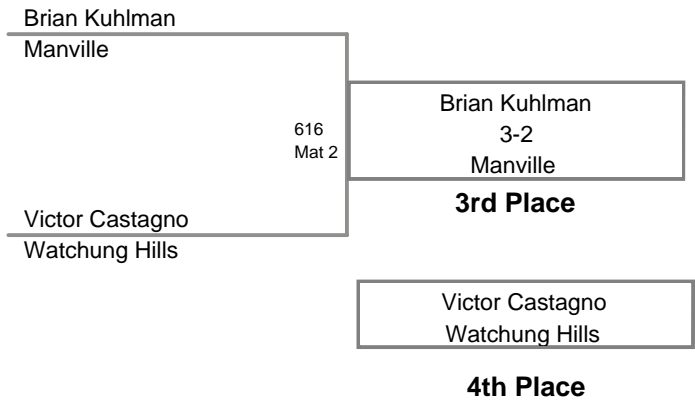 Brian Kuhlman
Manville
616
Mat 2
Brian Kuhlman
3-2
Manville
3rd Place
Victor Castagno
Watchung Hills
Victor Castagno
Watchung Hills
4th Place